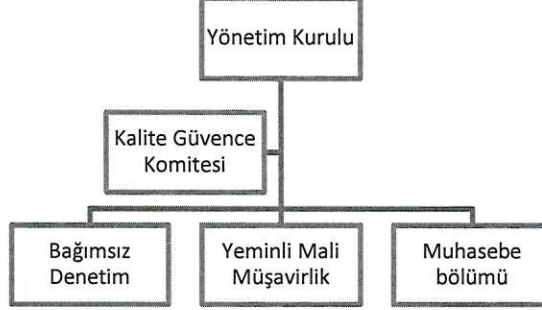 Yönetim Kurulu
Kalite Güvence
Komitesi
Bağımsız
Denetim
Yeminli Mali
Müşavirlik
Muhasebe
bölümü